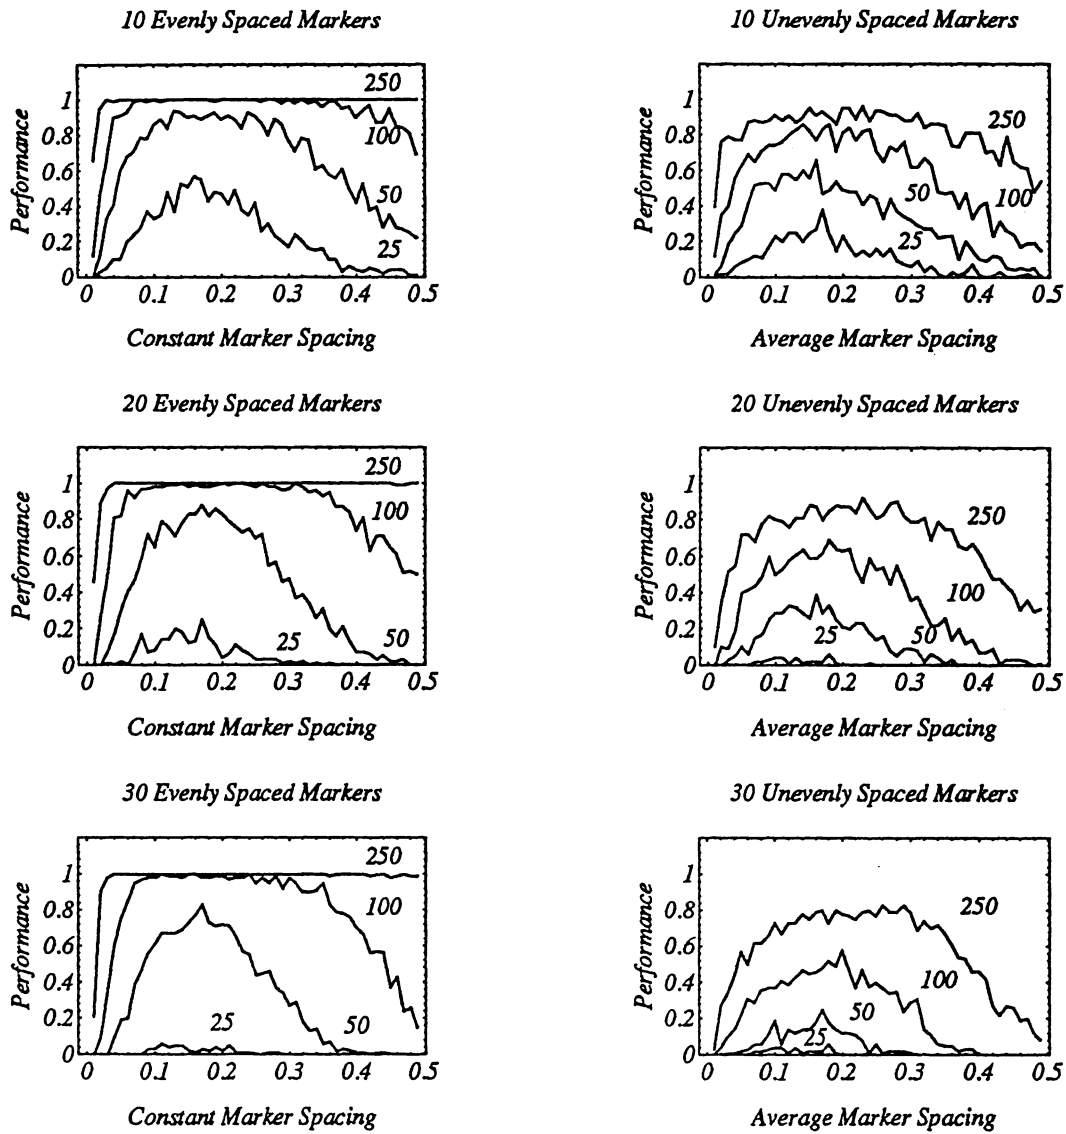 10 Evenly Spaced Markers
Performance
1
0.8
0.6
0.4
0.2
0
250
100
50
25
0 0.1 0.2 0.3 0.4 0.5
Constant Marker Spacing
10 Unevenly Spaced Markers
Performance
1
0.8
0.6
0.4
0.2
0
250
100
50
25
0 0.1 0.2 0.3 0.4 0.5
Average Marker Spacing
20 Evenly Spaced Markers
Performance
1
0.8
0.6
0.4
0.2
0
250
100
25
50
0 0.1 0.2 0.3 0.4 0.5
Constant Marker Spacing
20 Unevenly Spaced Markers
Performance
1
0.8
0.6
0.4
0.2
0
250
100
25
50
0 0.1 0.2 0.3 0.4 0.5
Average Marker Spacing
30 Evenly Spaced Markers
Performance
1
0.8
0.6
0.4
0.2
0
250
100
25
50
0 0.1 0.2 0.3 0.4 0.5
Constant Marker Spacing
30 Unevenly Spaced Markers
Performance
1
0.8
0.6
0.4
0.2
0
250
100
50
25
0 0.1 0.2 0.3 0.4 0.5
Average Marker Spacing